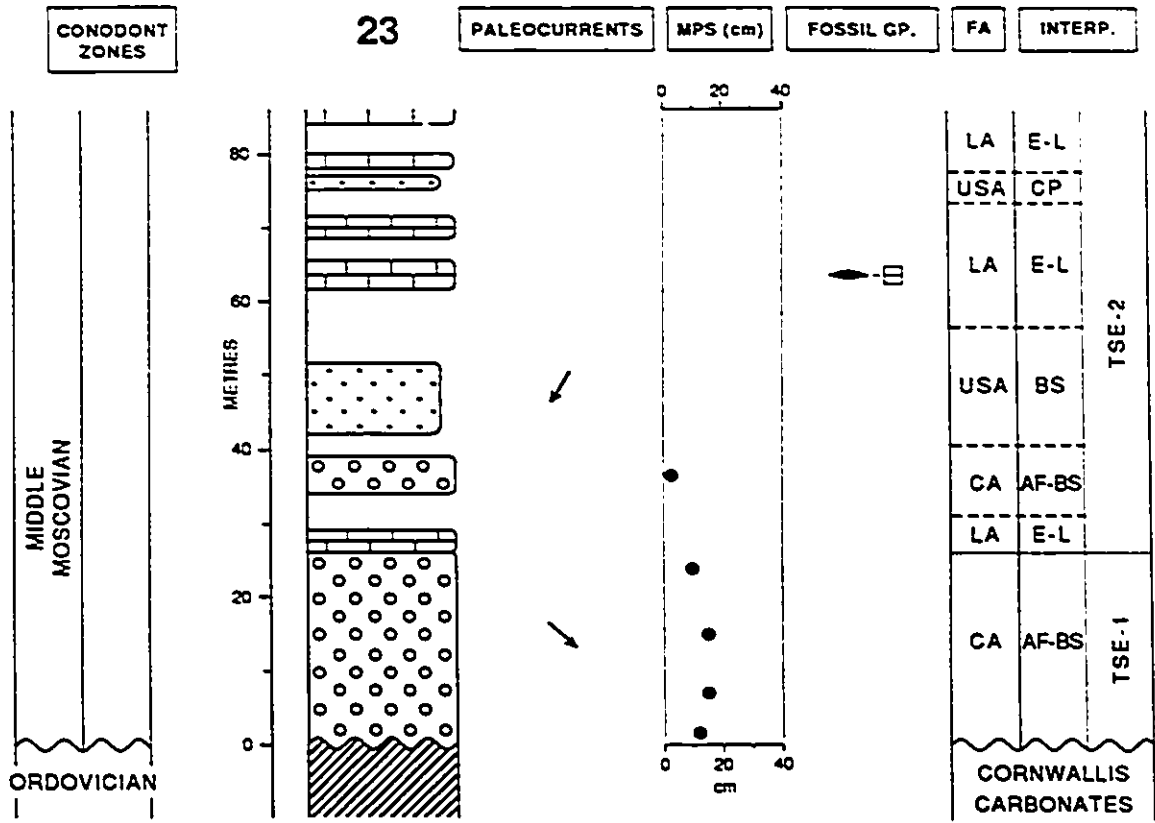 CONODONT ZONES
23
PALEOCURRENTS
MPS (cm)
FOSSIL GP.
FA
INTERP.
0 20 40
80
60
40
20
0
METRES
MIDDLE MOSCOVIAN
ORDOVICIAN
LA E-L
USA CP
LA E-L
USA BS
CA AF-BS
LA E-L
CA AF-BS
TSE-2
TSE-1
0 20 40
cm
CORNWALLIS
CARBONATES